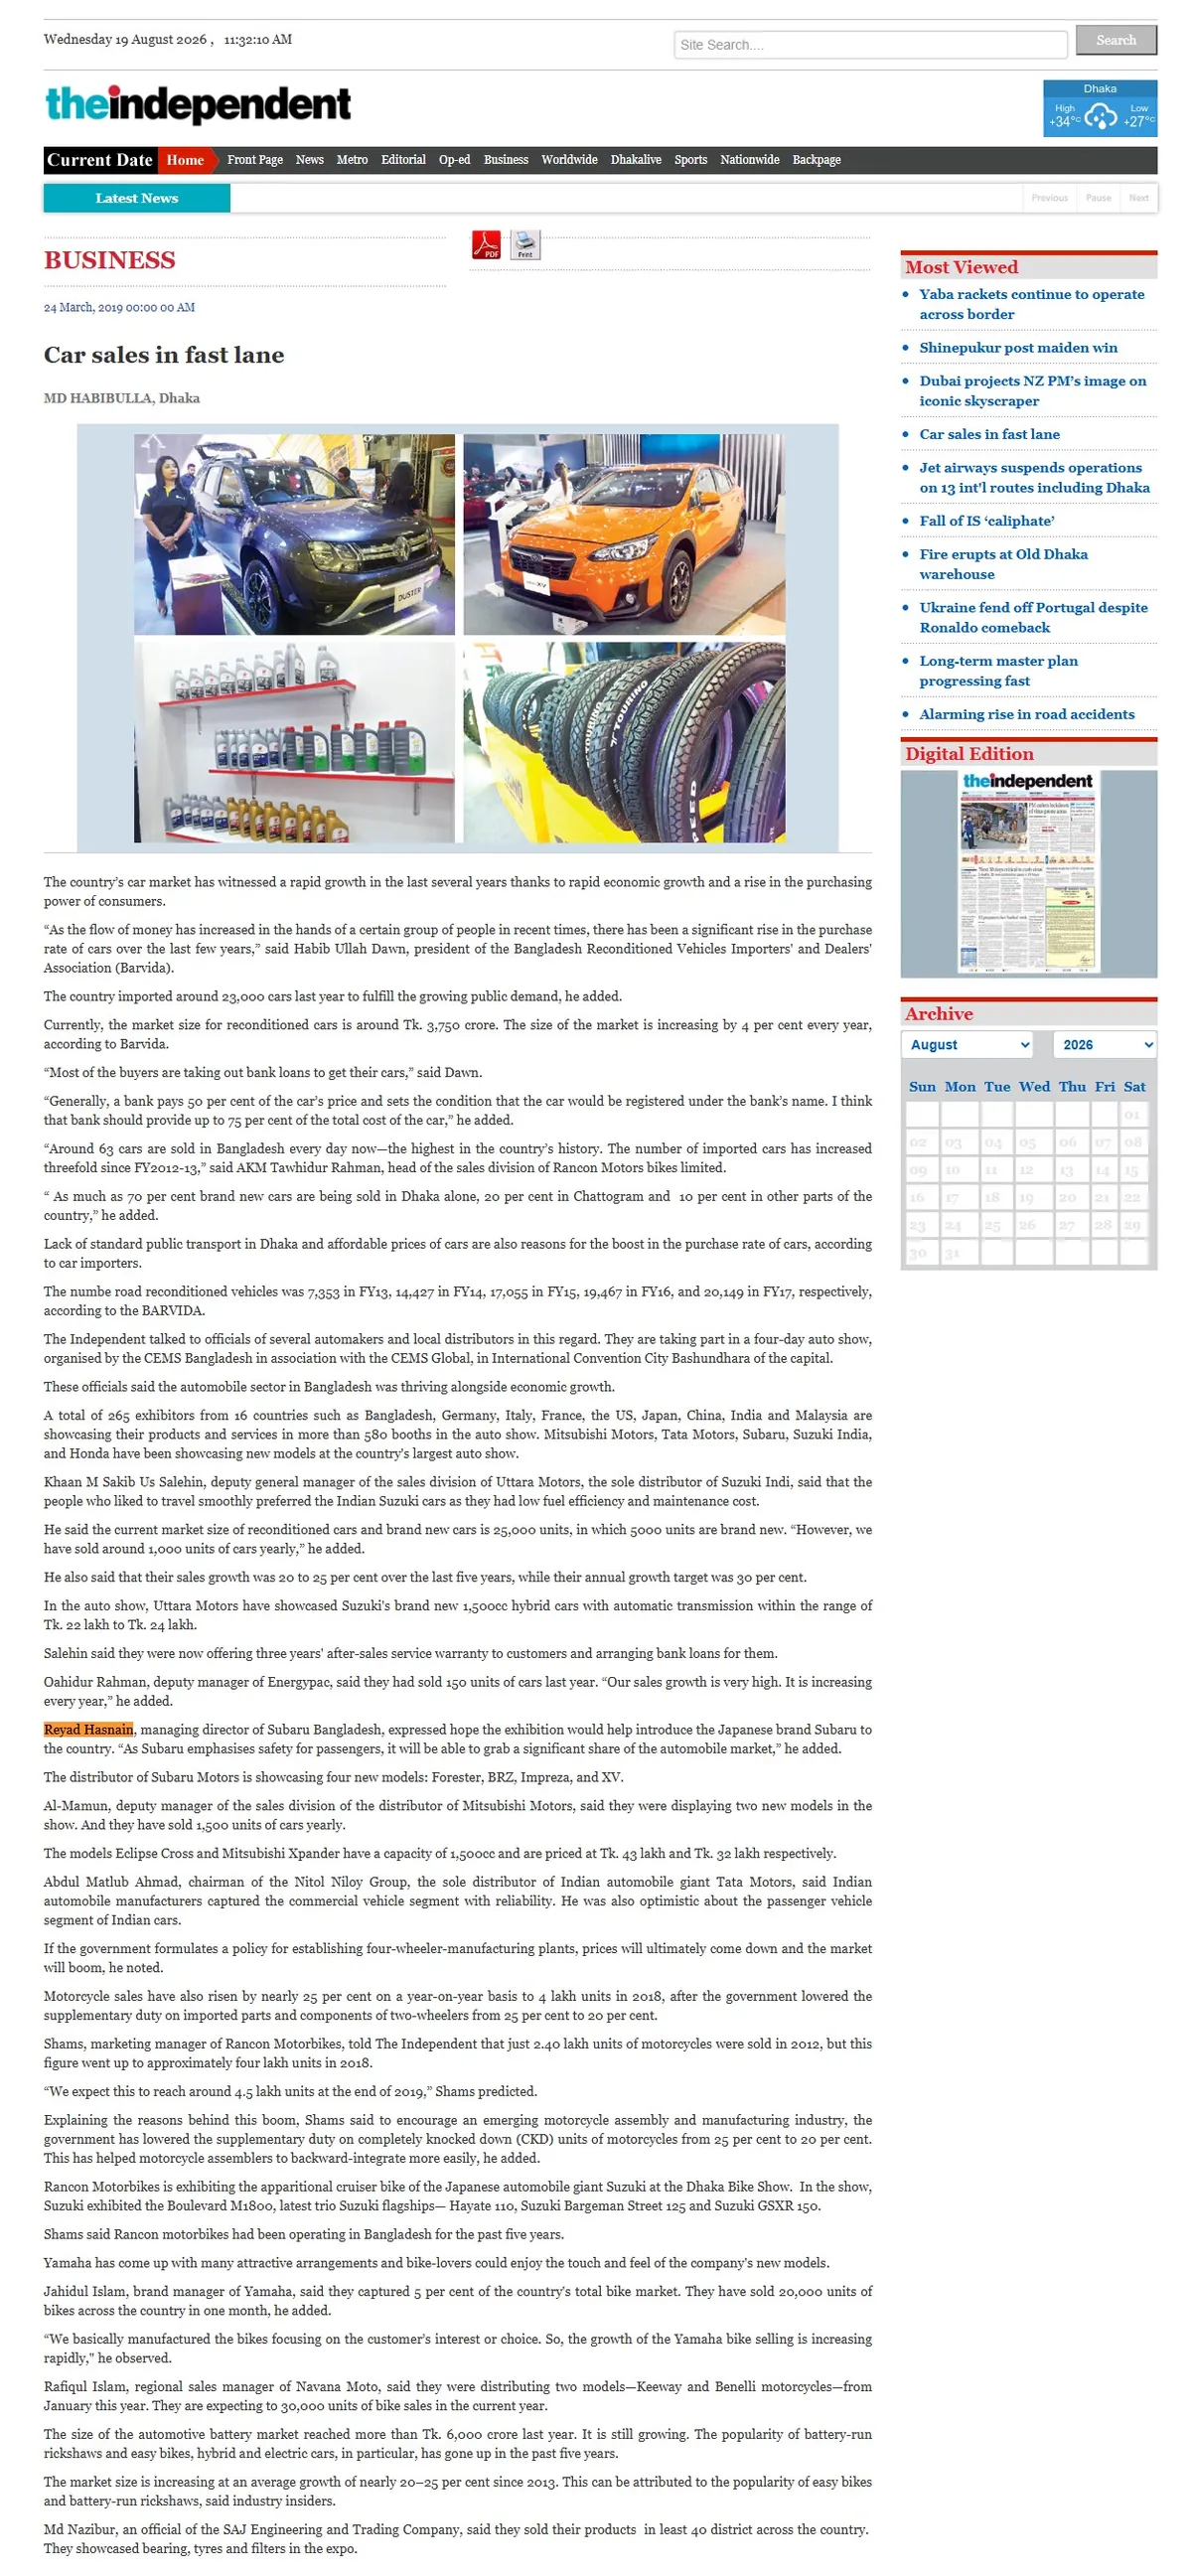 Wednesday 19 August 2026 ,   11:32:10 AM
Site Search....
Search
theindependent
Dhaka
High
+34°C
Low
+27°C
Current Date
Home
Front Page
News
Metro
Editorial
Op-ed
Business
Worldwide
Dhakalive
Sports
Nationwide
Backpage
Latest News
Previous
Pause
Next
BUSINESS
PDF
Print
24 March, 2019 00:00 00 AM
Car sales in fast lane
MD HABIBULLA, Dhaka
DUSTER
XV
TOURING
TOURING
The country's car market has witnessed a rapid growth in the last several years thanks to rapid economic growth and a rise in the purchasing
power of consumers.
“As the flow of money has increased in the hands of a certain group of people in recent times, there has been a significant rise in the purchase
rate of cars over the last few years,” said Habib Ullah Dawn, president of the Bangladesh Reconditioned Vehicles Importers' and Dealers'
Association (Barvida).
The country imported around 23,000 cars last year to fulfill the growing public demand, he added.
Currently, the market size for reconditioned cars is around Tk. 3,750 crore. The size of the market is increasing by 4 per cent every year,
according to Barvida.
“Most of the buyers are taking out bank loans to get their cars,” said Dawn.
“Generally, a bank pays 50 per cent of the car's price and sets the condition that the car would be registered under the bank's name. I think
that bank should provide up to 75 per cent of the total cost of the car,” he added.
“Around 63 cars are sold in Bangladesh every day now—the highest in the country's history. The number of imported cars has increased
threefold since FY2012-13,” said AKM Tawhidur Rahman, head of the sales division of Rancon Motors bikes limited.
“ As much as 70 per cent brand new cars are being sold in Dhaka alone, 20 per cent in Chattogram and  10 per cent in other parts of the
country,” he added.
Lack of standard public transport in Dhaka and affordable prices of cars are also reasons for the boost in the purchase rate of cars, according
to car importers.
The numbe road reconditioned vehicles was 7,353 in FY13, 14,427 in FY14, 17,055 in FY15, 19,467 in FY16, and 20,149 in FY17, respectively,
according to the BARVIDA.
The Independent talked to officials of several automakers and local distributors in this regard. They are taking part in a four-day auto show,
organised by the CEMS Bangladesh in association with the CEMS Global, in International Convention City Bashundhara of the capital.
These officials said the automobile sector in Bangladesh was thriving alongside economic growth.
A total of 265 exhibitors from 16 countries such as Bangladesh, Germany, Italy, France, the US, Japan, China, India and Malaysia are
showcasing their products and services in more than 580 booths in the auto show. Mitsubishi Motors, Tata Motors, Subaru, Suzuki India,
and Honda have been showcasing new models at the country's largest auto show.
Khaan M Sakib Us Salehin, deputy general manager of the sales division of Uttara Motors, the sole distributor of Suzuki Indi, said that the
people who liked to travel smoothly preferred the Indian Suzuki cars as they had low fuel efficiency and maintenance cost.
He said the current market size of reconditioned cars and brand new cars is 25,000 units, in which 5000 units are brand new. “However, we
have sold around 1,000 units of cars yearly,” he added.
He also said that their sales growth was 20 to 25 per cent over the last five years, while their annual growth target was 30 per cent.
In the auto show, Uttara Motors have showcased Suzuki's brand new 1,500cc hybrid cars with automatic transmission within the range of
Tk. 22 lakh to Tk. 24 lakh.
Salehin said they were now offering three years' after-sales service warranty to customers and arranging bank loans for them.
Oahidur Rahman, deputy manager of Energypac, said they had sold 150 units of cars last year. “Our sales growth is very high. It is increasing
every year,” he added.
Reyad Hasnain, managing director of Subaru Bangladesh, expressed hope the exhibition would help introduce the Japanese brand Subaru to
the country. “As Subaru emphasises safety for passengers, it will be able to grab a significant share of the automobile market,” he added.
The distributor of Subaru Motors is showcasing four new models: Forester, BRZ, Impreza, and XV.
Al-Mamun, deputy manager of the sales division of the distributor of Mitsubishi Motors, said they were displaying two new models in the
show. And they have sold 1,500 units of cars yearly.
The models Eclipse Cross and Mitsubishi Xpander have a capacity of 1,500cc and are priced at Tk. 43 lakh and Tk. 32 lakh respectively.
Abdul Matlub Ahmad, chairman of the Nitol Niloy Group, the sole distributor of Indian automobile giant Tata Motors, said Indian
automobile manufacturers captured the commercial vehicle segment with reliability. He was also optimistic about the passenger vehicle
segment of Indian cars.
If the government formulates a policy for establishing four-wheeler-manufacturing plants, prices will ultimately come down and the market
will boom, he noted.
Motorcycle sales have also risen by nearly 25 per cent on a year-on-year basis to 4 lakh units in 2018, after the government lowered the
supplementary duty on imported parts and components of two-wheelers from 25 per cent to 20 per cent.
Shams, marketing manager of Rancon Motorbikes, told The Independent that just 2.40 lakh units of motorcycles were sold in 2012, but this
figure went up to approximately four lakh units in 2018.
“We expect this to reach around 4.5 lakh units at the end of 2019,” Shams predicted.
Explaining the reasons behind this boom, Shams said to encourage an emerging motorcycle assembly and manufacturing industry, the
government has lowered the supplementary duty on completely knocked down (CKD) units of motorcycles from 25 per cent to 20 per cent.
This has helped motorcycle assemblers to backward-integrate more easily, he added.
Rancon Motorbikes is exhibiting the apparitional cruiser bike of the Japanese automobile giant Suzuki at the Dhaka Bike Show.  In the show,
Suzuki exhibited the Boulevard M1800, latest trio Suzuki flagships— Hayate 110, Suzuki Bargeman Street 125 and Suzuki GSXR 150.
Shams said Rancon motorbikes had been operating in Bangladesh for the past five years.
Yamaha has come up with many attractive arrangements and bike-lovers could enjoy the touch and feel of the company's new models.
Jahidul Islam, brand manager of Yamaha, said they captured 5 per cent of the country's total bike market. They have sold 20,000 units of
bikes across the country in one month, he added.
“We basically manufactured the bikes focusing on the customer's interest or choice. So, the growth of the Yamaha bike selling is increasing
rapidly," he observed.
Rafiqul Islam, regional sales manager of Navana Moto, said they were distributing two models—Keeway and Benelli motorcycles—from
January this year. They are expecting to 30,000 units of bike sales in the current year.
The size of the automotive battery market reached more than Tk. 6,000 crore last year. It is still growing. The popularity of battery-run
rickshaws and easy bikes, hybrid and electric cars, in particular, has gone up in the past five years.
The market size is increasing at an average growth of nearly 20–25 per cent since 2013. This can be attributed to the popularity of easy bikes
and battery-run rickshaws, said industry insiders.
Md Nazibur, an official of the SAJ Engineering and Trading Company, said they sold their products  in least 40 district across the country.
They showcased bearing, tyres and filters in the expo.
Most Viewed
Yaba rackets continue to operate
across border
Shinepukur post maiden win
Dubai projects NZ PM's image on
iconic skyscraper
Car sales in fast lane
Jet airways suspends operations
on 13 int'l routes including Dhaka
Fall of IS ‘caliphate’
Fire erupts at Old Dhaka
warehouse
Ukraine fend off Portugal despite
Ronaldo comeback
Long-term master plan
progressing fast
Alarming rise in road accidents
Digital Edition
theindependent
Archive
August
2026
Sun Mon Tue Wed Thu Fri Sat
01
02 03 04 05 06 07 08
09 10 11 12 13 14 15
16 17 18 19 20 21 22
23 24 25 26 27 28 29
30 31